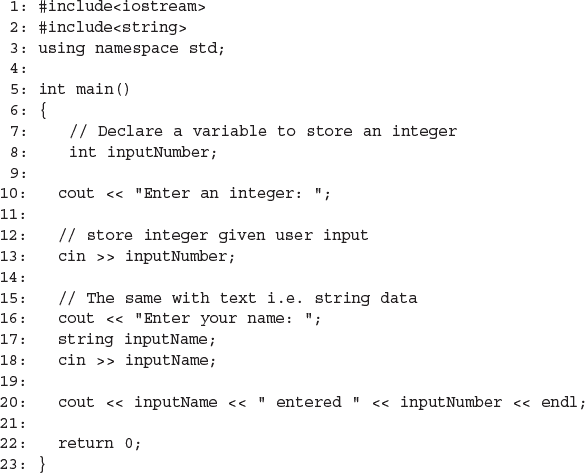 1: #include<iostream>
2: #include<string>
3: using namespace std;
4:
5: int main()
6: {
7:    // Declare a variable to store an integer
8:    int inputNumber;
9:
10:   cout << "Enter an integer: ";
11:
12:   // store integer given user input
13:   cin >> inputNumber;
14:
15:   // The same with text i.e. string data
16:   cout << "Enter your name: ";
17:   string inputName;
18:   cin >> inputName;
19:
20:   cout << inputName << " entered " << inputNumber << endl;
21:
22:   return 0;
23: }